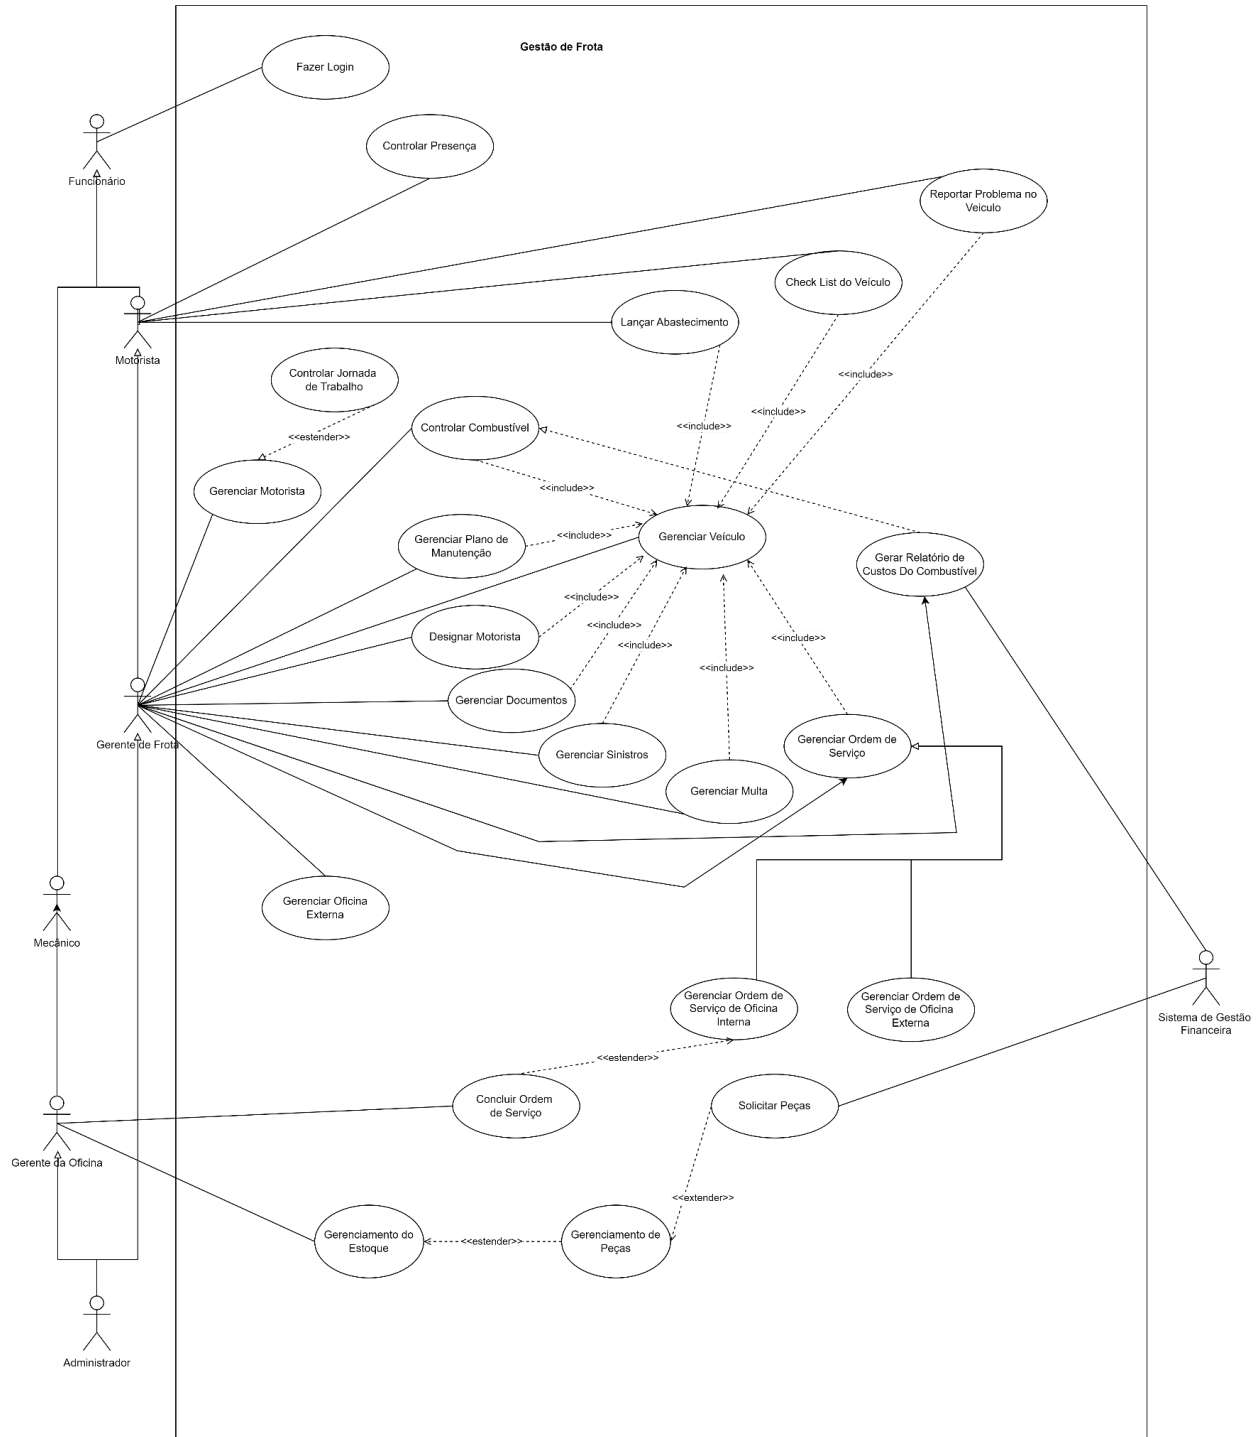 Gestão de Frota
Fazer Login
Controlar Presença
Funcionário
Reportar Problema no
Veiculo
Check List do Veículo
Lançar Abastecimento
Motorista
Controlar Jornada
de Trabalho
<<include>>
<<include>>
Controlar Combustível
<<include>>
<<estender>>
Gerenciar Motorista
<<include>>
Gerenciar Plano de
Manutenção
<<include>>
Gerenciar Veículo
Gerar Relatório de
Custos Do Combustível
<<include>>
<<include>>
Designar Motorista
<<include>>
<<include>>
<<include>>
Gerenciar Documentos
Gerente de Frota
Gerenciar Sinistros
Gerenciar Ordem de
Serviço
Gerenciar Multa
Gerenciar Oficina
Externa
Mecânico
Gerenciar Ordem de
Serviço de Oficina
Interna
Gerenciar Ordem de
Serviço de Oficina
Externa
Sistema de Gestão
Financeira
<<estender>>
Concluir Ordem
de Serviço
Solicitar Peças
Gerente da Oficina
<<extender>>
Gerenciamento do
Estoque
<<estender>>
Gerenciamento de
Peças
Administrador